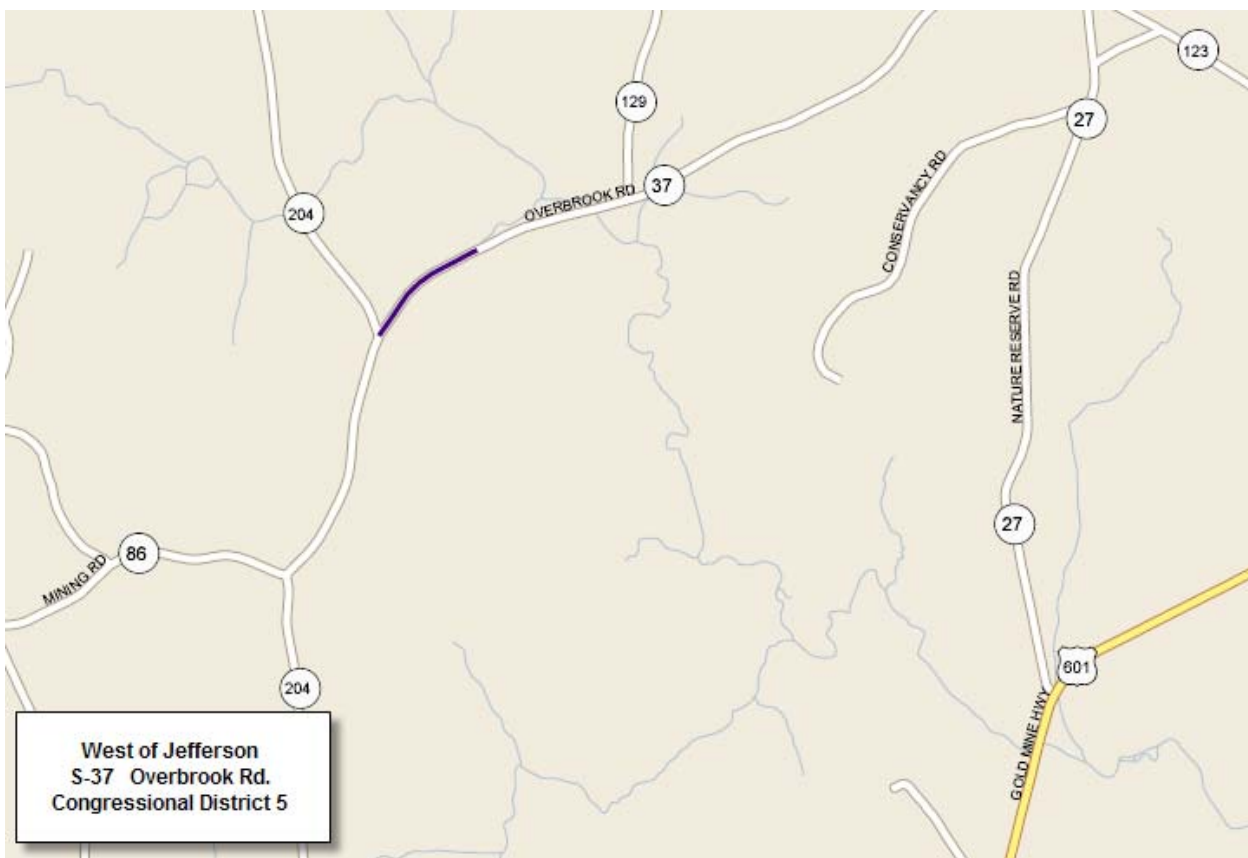 123
129
27
37
OVERBROOK RD
CONSERVANCY RD
204
NATURE RESERVE RD
27
86
MINING RD
601
204
GOLD MINE HWY
West of Jefferson
S-37 Overbrook Rd.
Congressional District 5